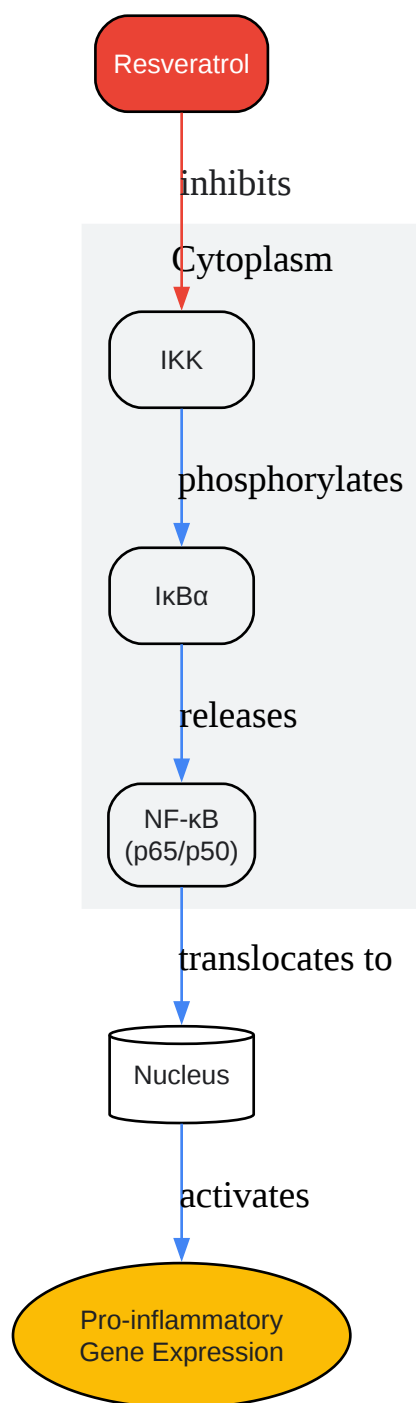 Resveratrol
inhibits
Cytoplasm
IKK
phosphorylates
IκBα
releases
NF-κB
(p65/p50)
translocates to
Nucleus
activates
Pro-inflammatory
Gene Expression